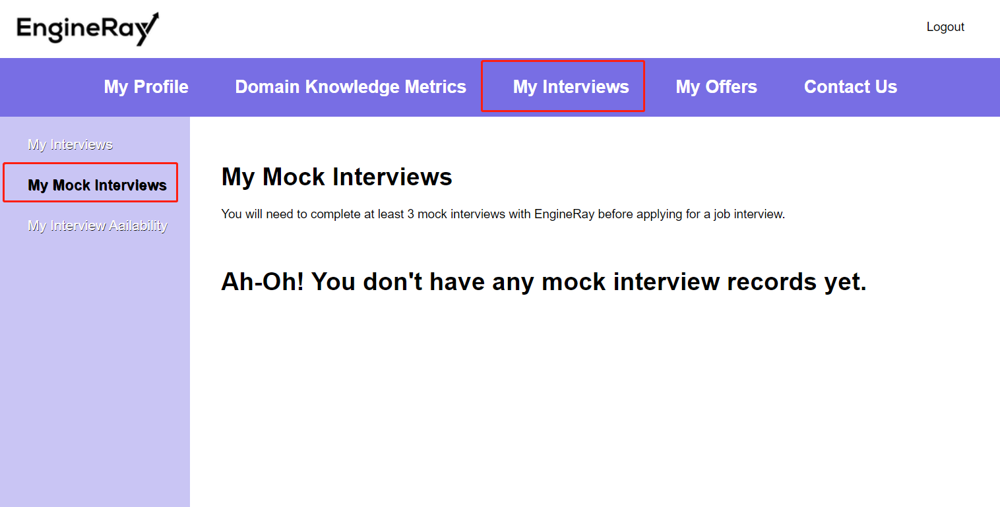 EngineRay
Logout
My Profile Domain Knowledge Metrics My Interviews My Offers Contact Us
My Interviews
My Mock Interviews
My Interview Aailability
My Mock Interviews
You will need to complete at least 3 mock interviews with EngineRay before applying for a job interview.
Ah-Oh! You don't have any mock interview records yet.